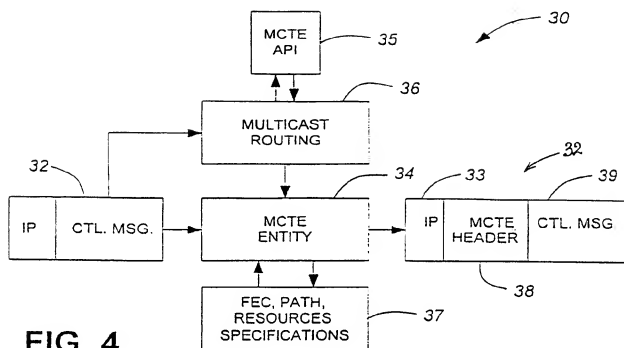 MCTE
API
35
30
36
MULTICAST
ROUTING
32
34
33
32
39
IP
CTL. MSG.
MCTE
ENTITY
IP
MCTE
HEADER
CTL. MSG
38
FEC, PATH,
RESOURCES
SPECIFICATIONS
37
FIG. 4